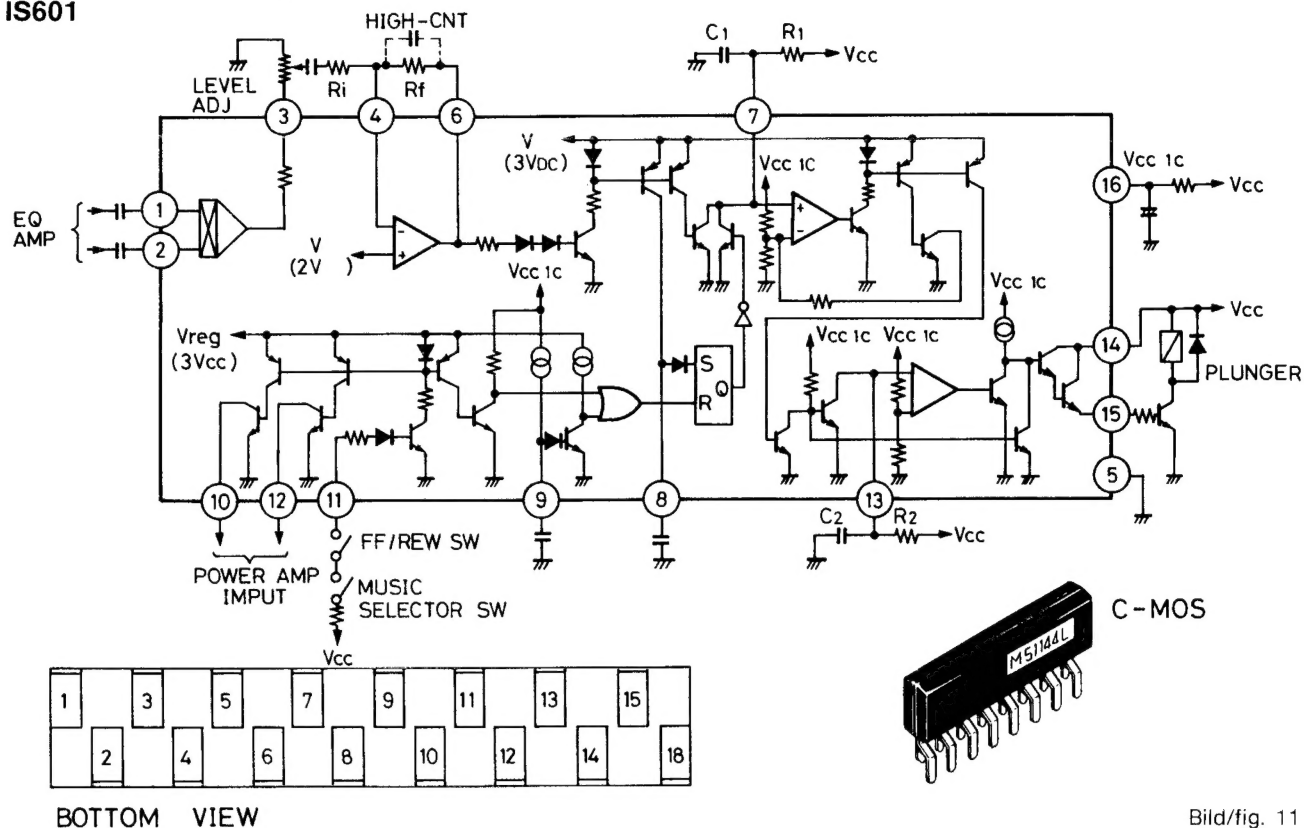 IS601
HIGH-CNT
C1 R1
Vcc
LEVEL
ADJ
Ri Rf
3 4 6 7
V
(3VDC)
Vcc 1C
Vcc 1c
16 Vcc
EQ
AMP
1
2
V
(2V )
-
+
+
-
Vcc 1c
Vreg
(3Vcc)
Vcc 1c
Vcc 1c Vcc 1c
Vcc
14
S
Q
R
PLUNGER
15
5
10 12 11 9 8 13
FF/REW SW
C2 R2
Vcc
POWER AMP
IMPUT
MUSIC
SELECTOR SW
Vcc
C-MOS
M51144L
1 3 5 7 9 11 13 15
2 4 6 8 10 12 14 18
BOTTOM VIEW
Bild/fig. 11